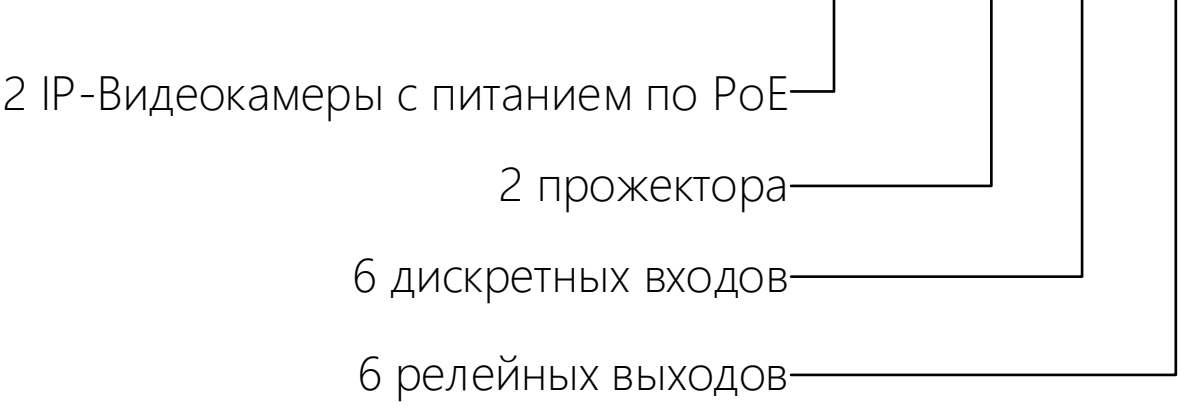 2 IP-Видеокамеры с питанием по PoE
2 прожектора
6 дискретных входов
6 релейных выходов